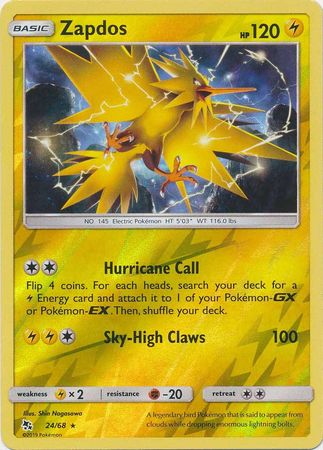 BASIC Zapdos HP 120
NO 145 Electric Pokémon HT 5'03" WT 116.0 lbs
Hurricane Call
Flip 4 coins. For each heads, search your deck for a
Energy card and attach it to 1 of your Pokémon-GX
or Pokémon-EX. Then, shuffle your deck.
Sky-High Claws 100
weakness ×2 resistance -20 retreat
Illus. Shin Nagasawa
24/68 ★
©2019 Pokémon
A legendary bird Pokémon that is said to appear from
clouds while dropping enormous lightning bolts.